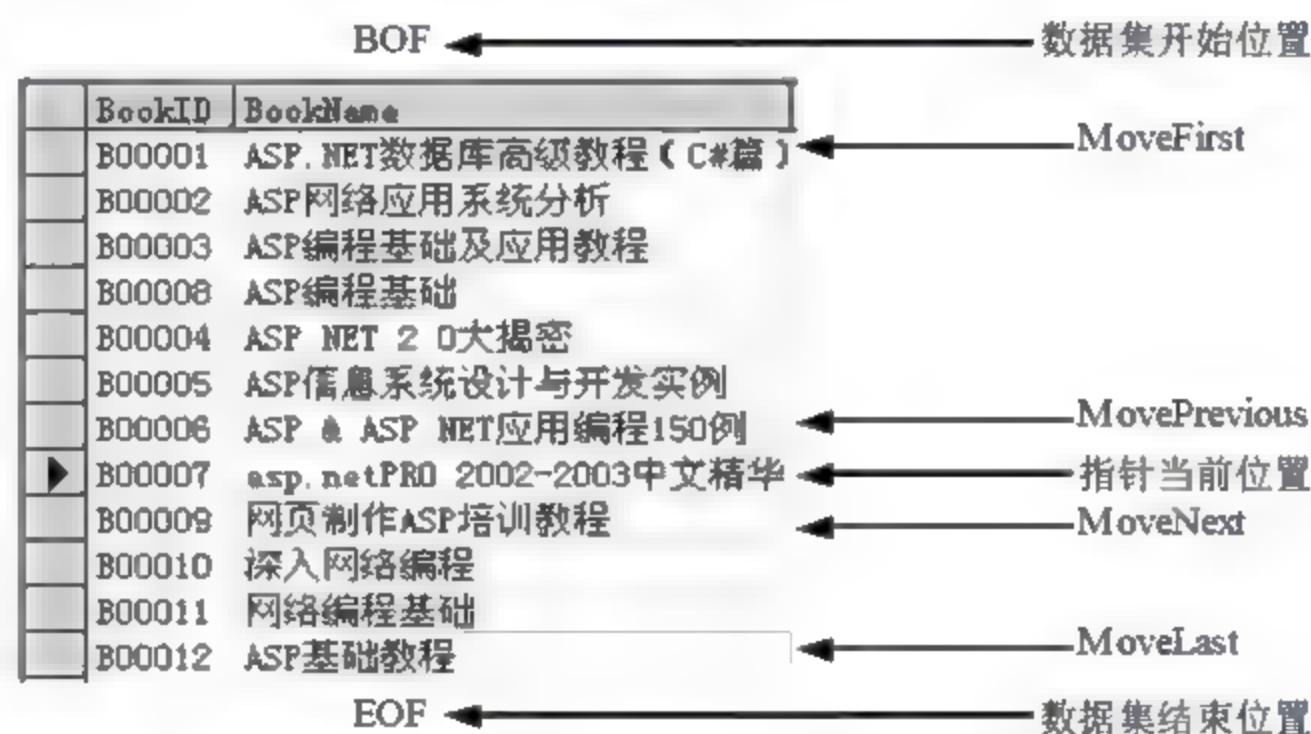 BOF 数据集开始位置
BookID BookName
B00001 ASP.NET数据库高级教程（C#篇） MoveFirst
B00002 ASP网络应用系统分析
B00003 ASP编程基础及应用教程
B00008 ASP编程基础
B00004 ASP NET 2 0大揭密
B00005 ASP信息系统设计与开发实例
B00006 ASP & ASP NET应用编程150例 MovePrevious
B00007 asp.netPRO 2002-2003中文精华 指针当前位置
B00009 网页制作ASP培训教程 MoveNext
B00010 深入网络编程
B00011 网络编程基础
B00012 ASP基础教程 MoveLast
EOF 数据集结束位置